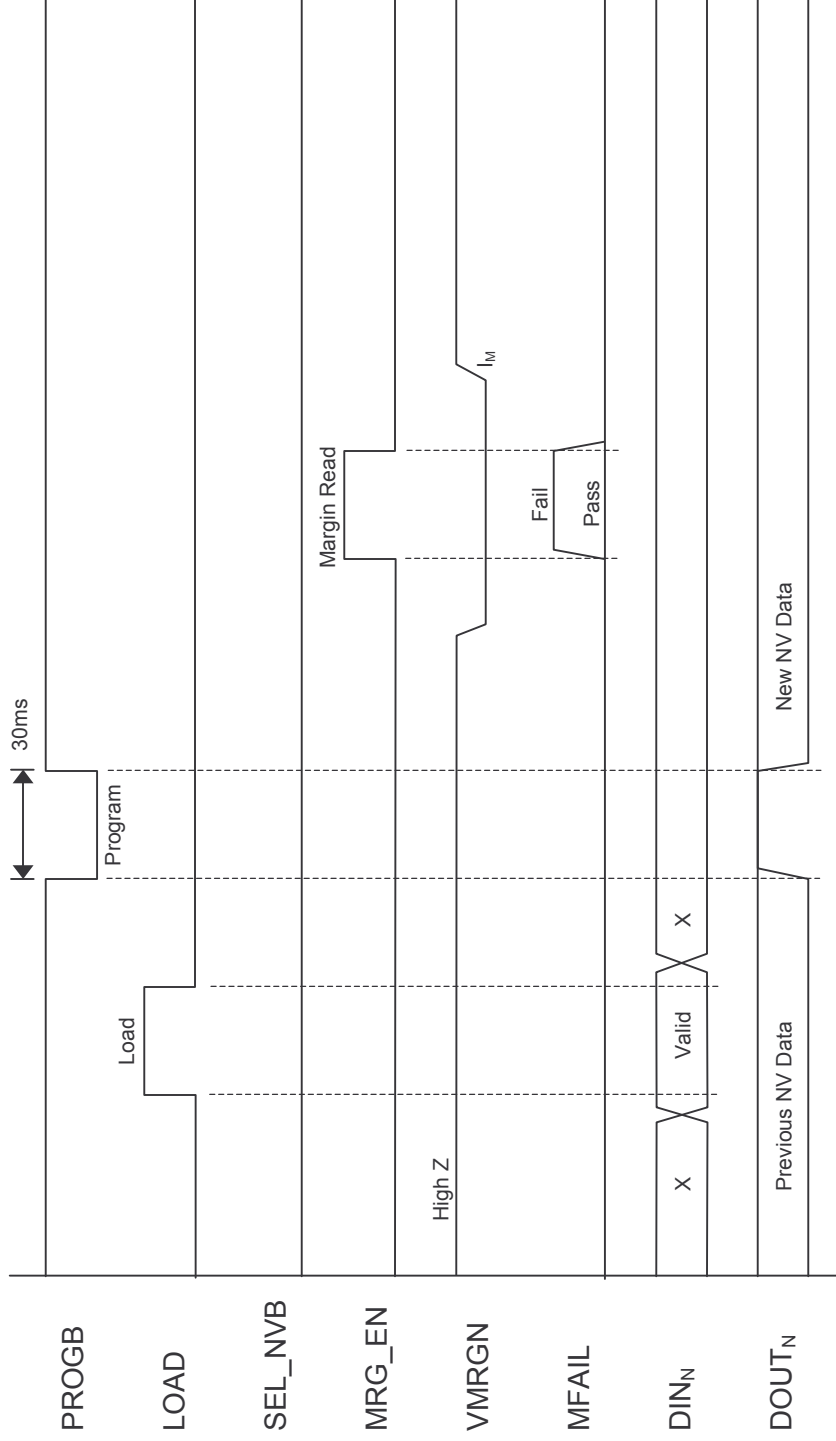 30ms
PROGB
Program
LOAD
Load
SEL_NVB
MRG_EN
Margin Read
VMRGN
High Z
I_M
MFAIL
Fail
Pass
DIN_N
X
Valid
X
DOUT_N
Previous NV Data
New NV Data